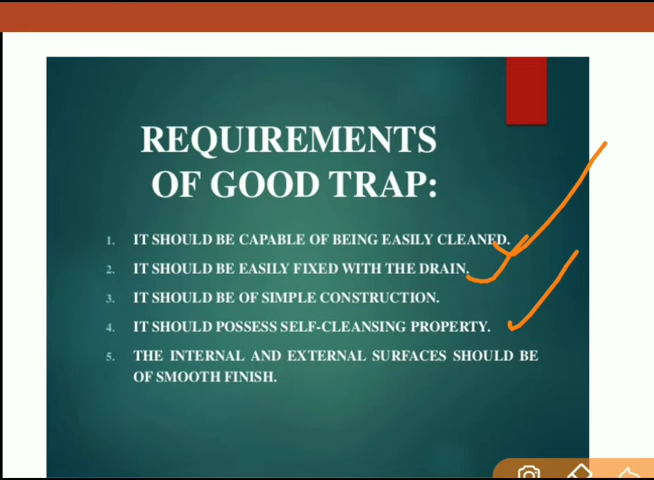 REQUIREMENTS
OF GOOD TRAP:
1. IT SHOULD BE CAPABLE OF BEING EASILY CLEANED.
2. IT SHOULD BE EASILY FIXED WITH THE DRAIN.
3. IT SHOULD BE OF SIMPLE CONSTRUCTION.
4. IT SHOULD POSSESS SELF-CLEANSING PROPERTY.
5. THE INTERNAL AND EXTERNAL SURFACES SHOULD BE
OF SMOOTH FINISH.